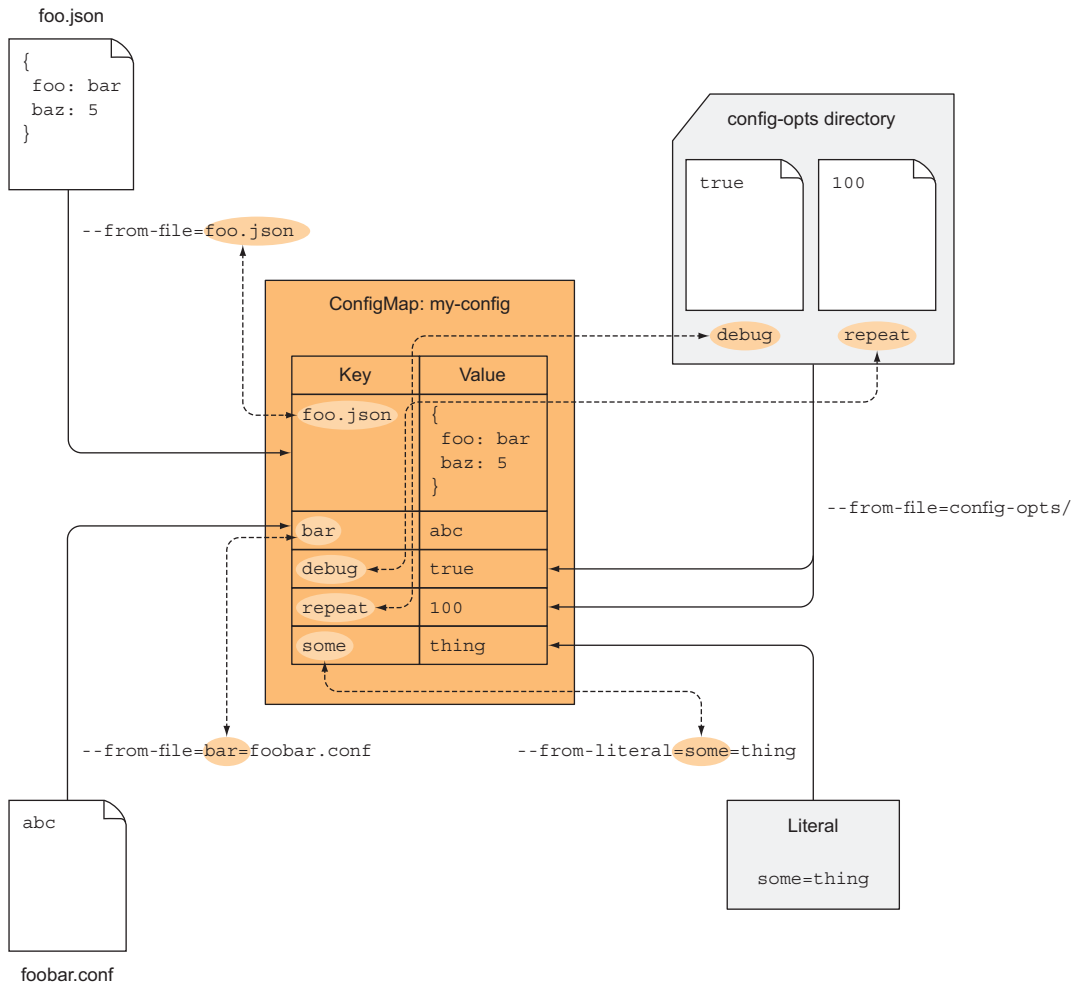 foo.json
{
foo: bar
baz: 5
}
--from-file=foo.json
config-opts directory
true
100
debug
repeat
ConfigMap: my-config
Key Value
foo.json
{
foo: bar
baz: 5
}
bar abc
debug true
repeat 100
some thing
--from-file=config-opts/
--from-file=bar=foobar.conf
--from-literal=some=thing
abc
foobar.conf
Literal
some=thing